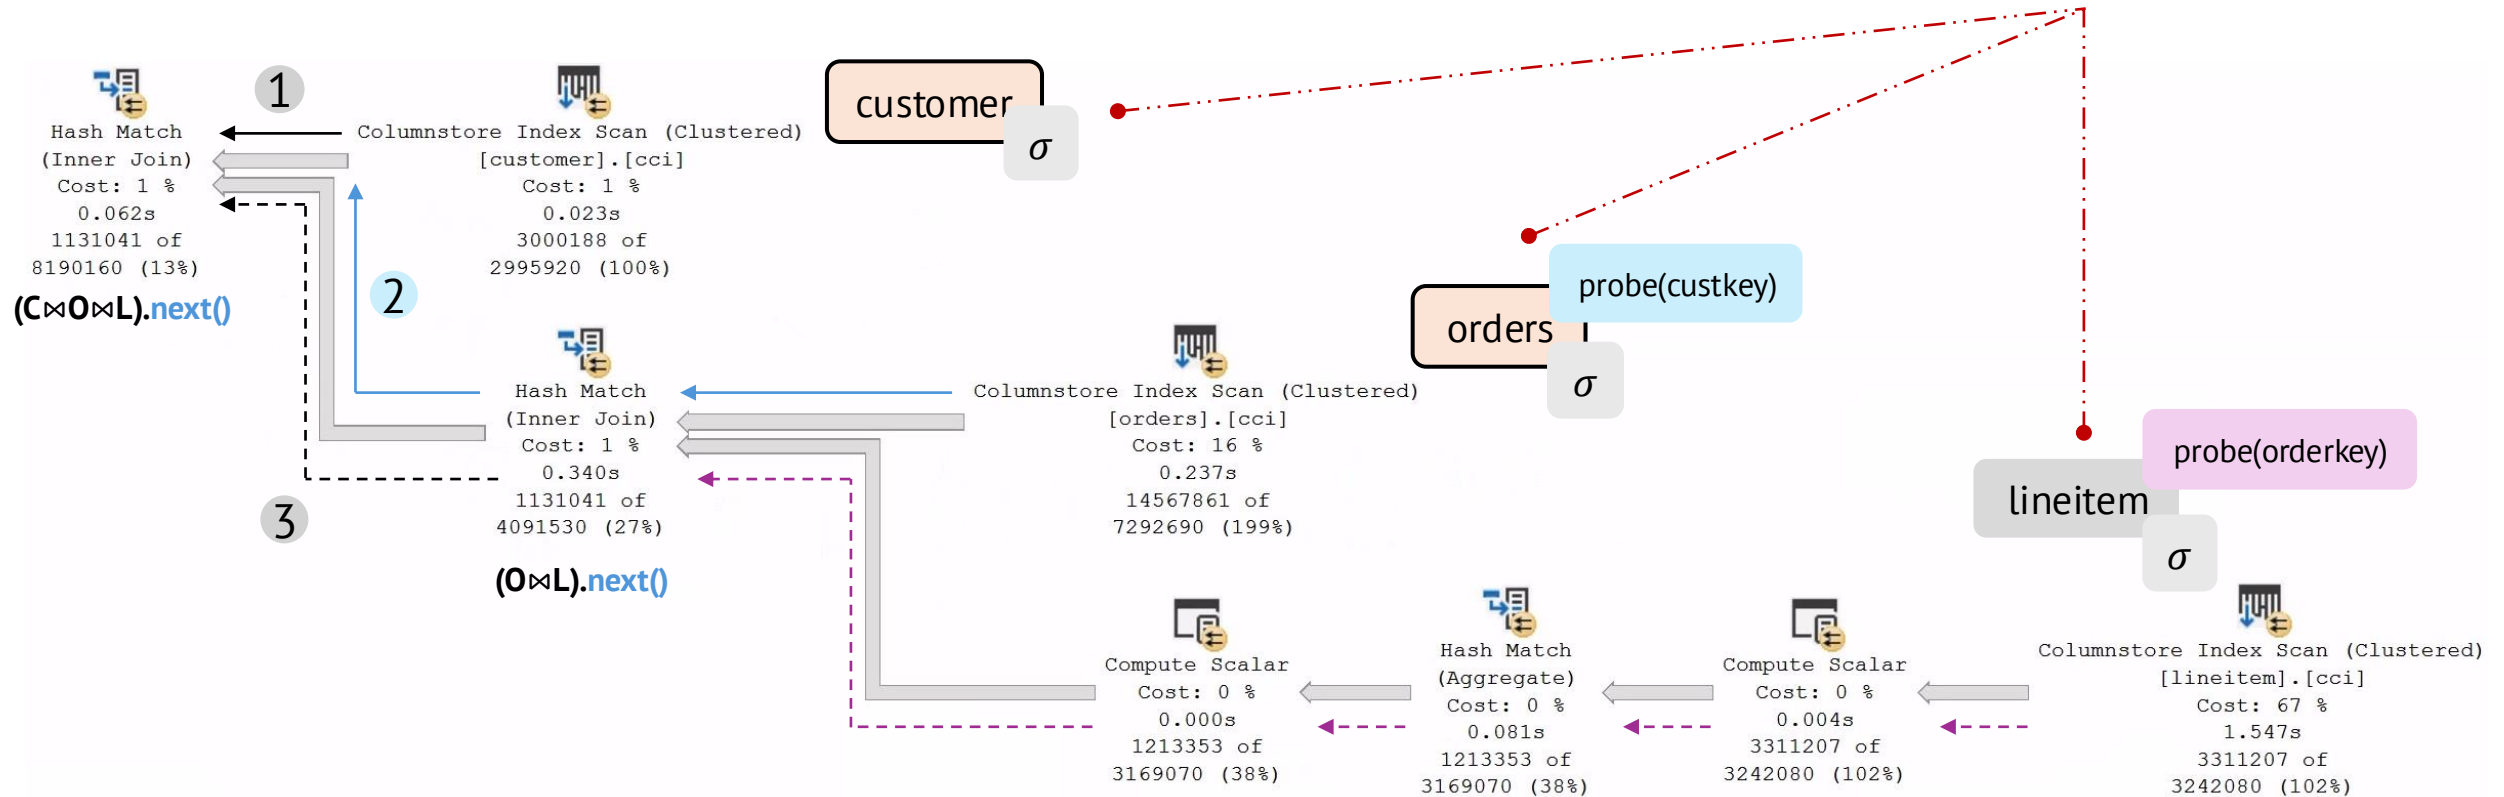 1
Hash Match
(Inner Join)
Cost: 1 %
0.062s
1131041 of
8190160 (13%)
(C⋈O⋈L).next()
Columnstore Index Scan (Clustered)
[customer].[cci]
Cost: 1 %
0.023s
3000188 of
2995920 (100%)
customer
σ
2
Hash Match
(Inner Join)
Cost: 1 %
0.340s
1131041 of
4091530 (27%)
(O⋈L).next()
3
Columnstore Index Scan (Clustered)
[orders].[cci]
Cost: 16 %
0.237s
14567861 of
7292690 (199%)
probe(custkey)
orders
σ
probe(orderkey)
lineitem
σ
Compute Scalar
Cost: 0 %
0.000s
1213353 of
3169070 (38%)
Hash Match
(Aggregate)
Cost: 0 %
0.081s
1213353 of
3169070 (38%)
Compute Scalar
Cost: 0 %
0.004s
3311207 of
3242080 (102%)
Columnstore Index Scan (Clustered)
[lineitem].[cci]
Cost: 67 %
1.547s
3311207 of
3242080 (102%)